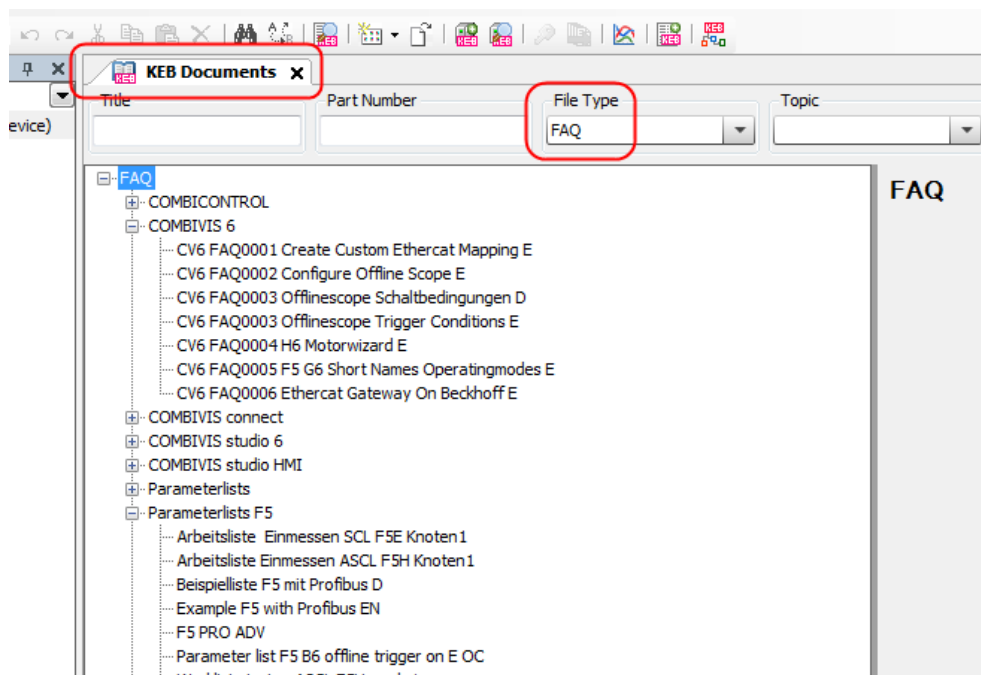 KEB Documents x
evice)
Title
Part Number
File Type
Topic
FAQ
FAQ
FAQ
COMBICONTROL
COMBIVIS 6
CV6 FAQ0001 Create Custom Ethercat Mapping E
CV6 FAQ0002 Configure Offline Scope E
CV6 FAQ0003 Offlinescope Schaltbedingungen D
CV6 FAQ0003 Offlinescope Trigger Conditions E
CV6 FAQ0004 H6 Motorwizard E
CV6 FAQ0005 F5 G6 Short Names Operatingmodes E
CV6 FAQ0006 Ethercat Gateway On Beckhoff E
COMBIVIS connect
COMBIVIS studio 6
COMBIVIS studio HMI
Parameterlists
Parameterlists F5
Arbeitsliste Einmessen SCL F5E Knoten1
Arbeitsliste Einmessen ASCL F5H Knoten1
Beispielliste F5 mit Profibus D
Example F5 with Profibus EN
F5 PRO ADV
Parameter list F5 B6 offline trigger on E OC